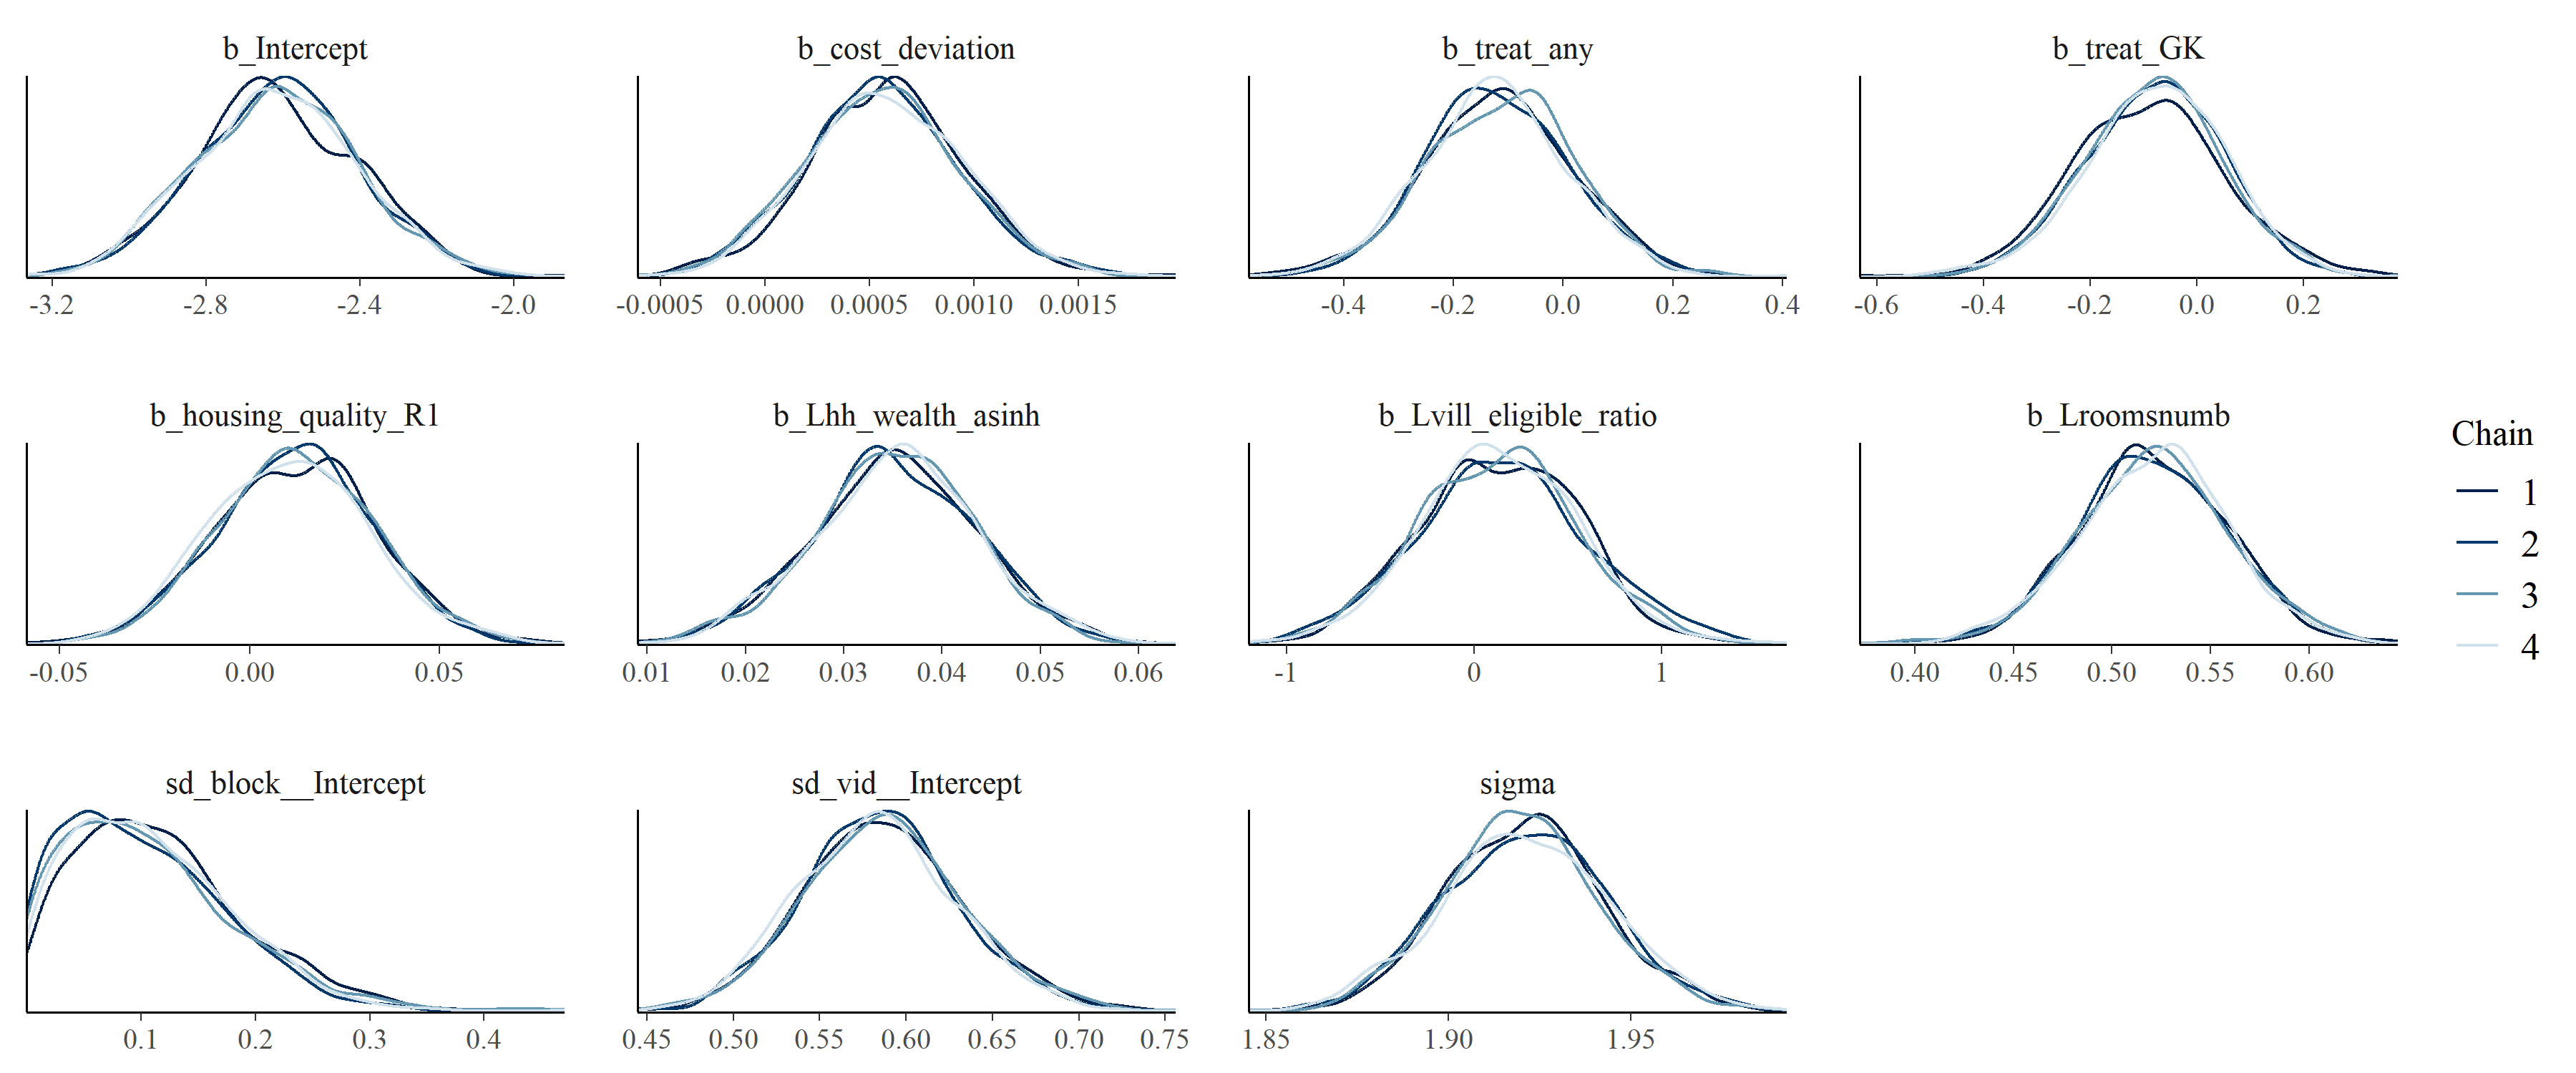 b_Intercept b_cost_deviation b_treat_any b_treat_GK
-3.2 -2.8 -2.4 -2.0 -0.0005 0.0000 0.0005 0.0010 0.0015 -0.4 -0.2 0.0 0.2 0.4 -0.6 -0.4 -0.2 0.0 0.2
b_housing_quality_R1 b_Lhh_wealth_asinh b_Lvill_eligible_ratio b_Lroomsnumb
-0.05 0.00 0.05 0.01 0.02 0.03 0.04 0.05 0.06 -1 0 1 0.40 0.45 0.50 0.55 0.60
sd_block__Intercept sd_vid__Intercept sigma
0.1 0.2 0.3 0.4 0.45 0.50 0.55 0.60 0.65 0.70 0.75 1.85 1.90 1.95
Chain
1
2
3
4